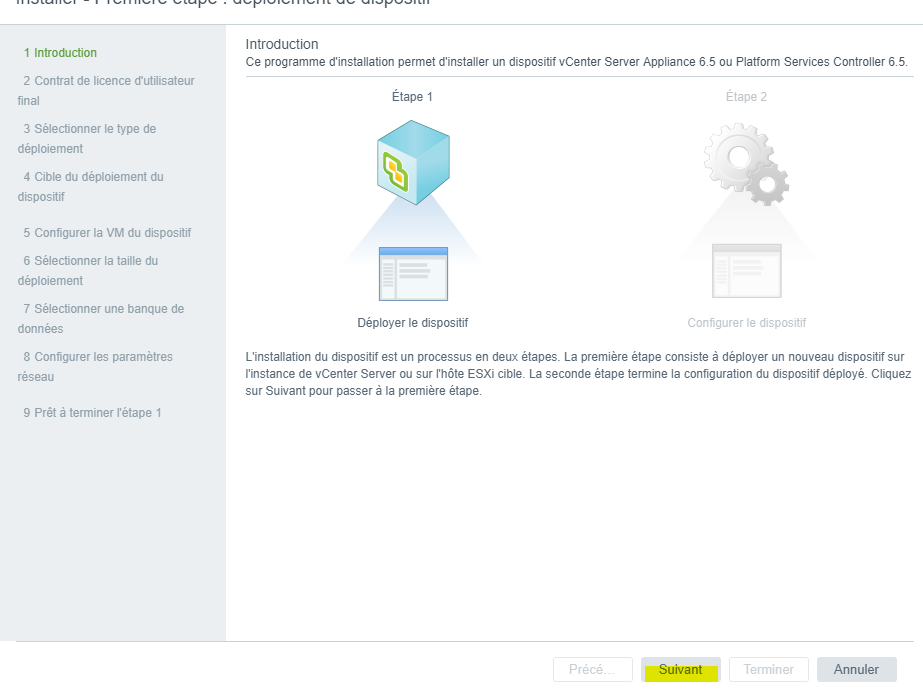 Installer - Première étape : déploiement de dispositif
1 Introduction
2 Contrat de licence d'utilisateur
final
3 Sélectionner le type de
déploiement
4 Cible du déploiement du
dispositif
5 Configurer la VM du dispositif
6 Sélectionner la taille du
déploiement
7 Sélectionner une banque de
données
8 Configurer les paramètres
réseau
9 Prêt à terminer l'étape 1
Introduction
Ce programme d'installation permet d'installer un dispositif vCenter Server Appliance 6.5 ou Platform Services Controller 6.5.
Étape 1
Étape 2
Déployer le dispositif
Configurer le dispositif
L'installation du dispositif est un processus en deux étapes. La première étape consiste à déployer un nouveau dispositif sur
l'instance de vCenter Server ou sur l'hôte ESXi cible. La seconde étape termine la configuration du dispositif déployé. Cliquez
sur Suivant pour passer à la première étape.
Précé...
Suivant
Terminer
Annuler